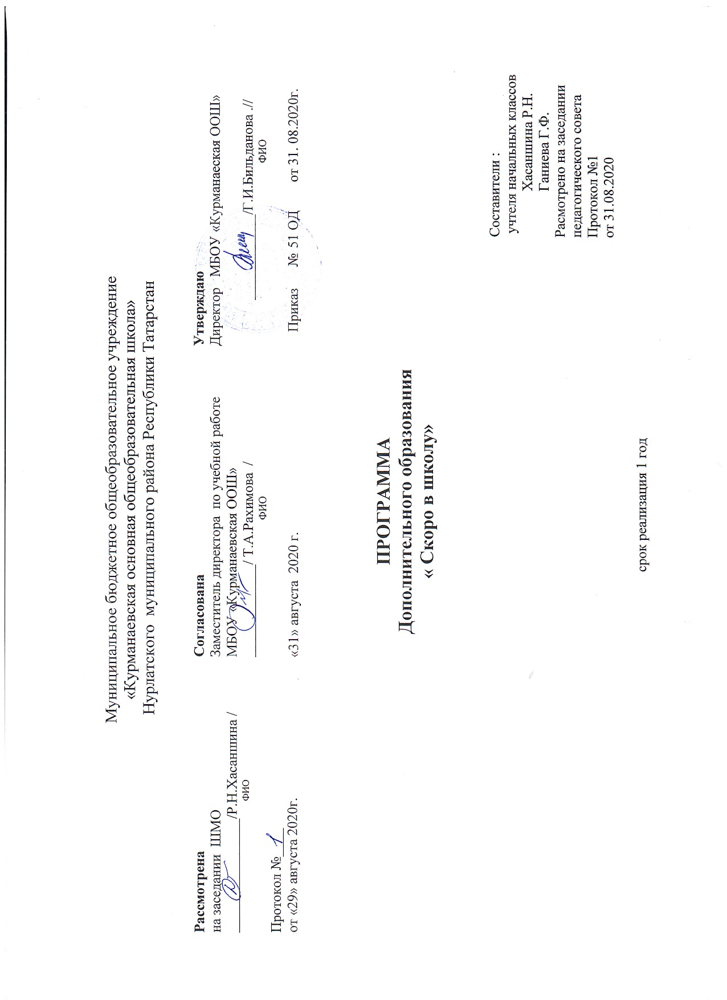 Муниципальное бюджетное общеобразовательное учреждение
«Курманаевская основная общеобразовательная школа»
Нурлатского муниципального района Республики Татарстан
Рассмотрена
на заседании ШМО
/Р.Н.Хасаншина /
ФИО
Протокол № 1
от «29» августа 2020г.
Согласована
Заместитель директора по учебной работе
МБОУ «Курманаевская ООШ»
/ Т.А.Рахимова /
ФИО
«31» августа 2020 г.
Утверждаю
Директор МБОУ «Курманаеская ООШ»
/Г.И.Бильданова .//
ФИО
Приказ № 51 ОД от 31. 08.2020г.
ПРОГРАММА
Дополнительного образования
« Скоро в школу»
Составители :
учтеля начальных классов
Хасаншина Р.Н.
Ганиева Г.Ф.
Расмотрено на заседании
педагогического совета
Протокол №1
от 31.08.2020
срок реализация 1 год